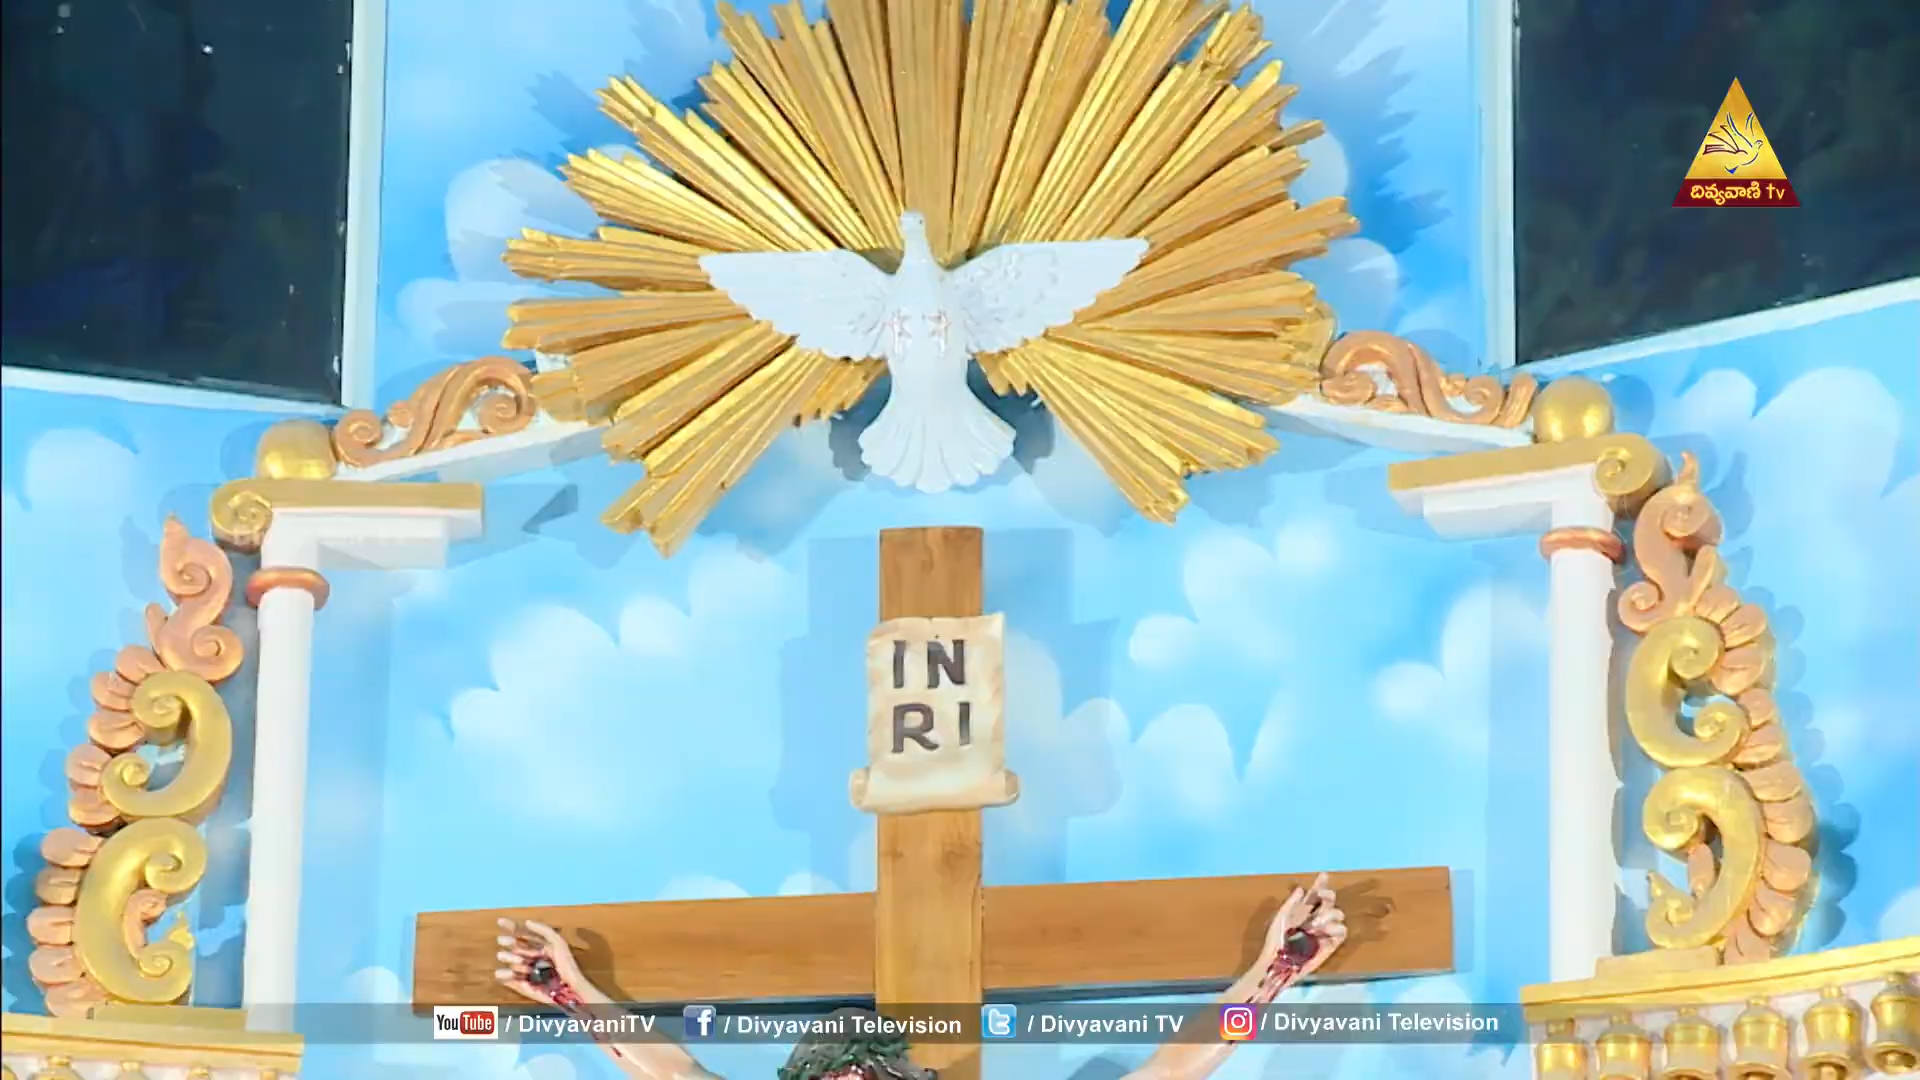 దివ్యవాణి tv
IN
RI
YouTube / DivyavaniTV f / Divyavani Television / Divyavani TV / Divyavani Television